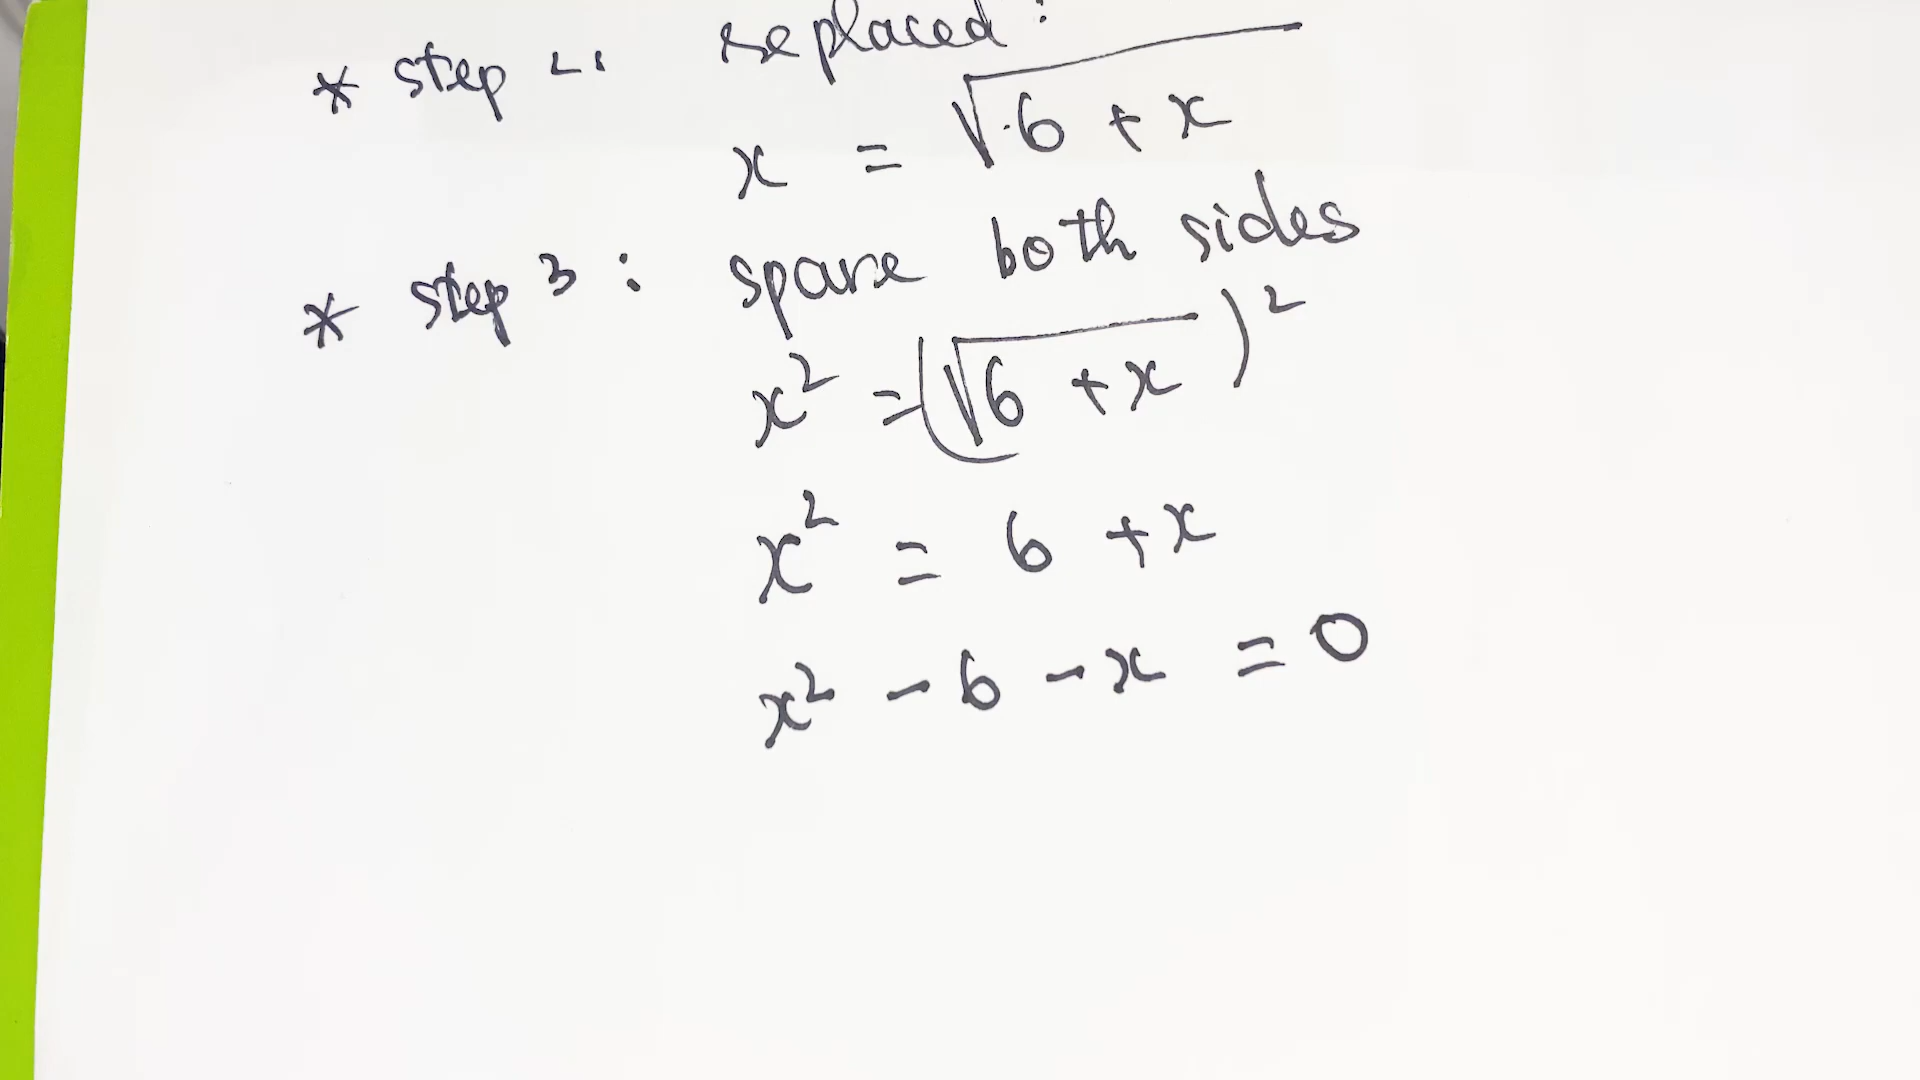 * step 2: replaced:
x = √6 + x
* step 3: spare both sides
x² = (√6 + x)²
x² = 6 + x
x² - 6 - x = 0